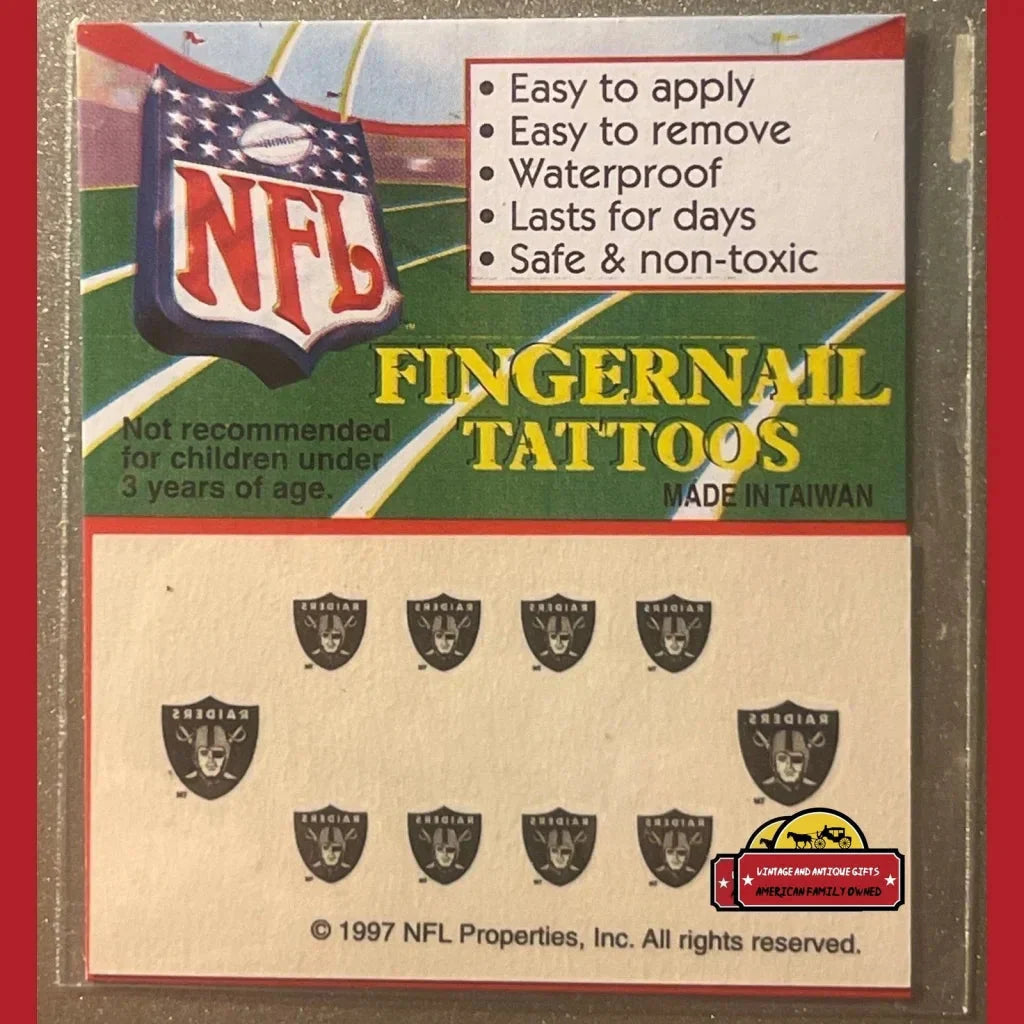 NFL
• Easy to apply
• Easy to remove
• Waterproof
• Lasts for days
• Safe & non-toxic
FINGERNAIL
TATTOOS
Not recommended
for children under
3 years of age.
MADE IN TAIWAN
RAIDERS RAIDERS RAIDERS RAIDERS
RAIDERS RAIDERS
RAIDERS RAIDERS RAIDERS RAIDERS
VINTAGE AND ANTIQUE GIFTS
AMERICAN FAMILY OWNED
© 1997 NFL Properties, Inc. All rights reserved.